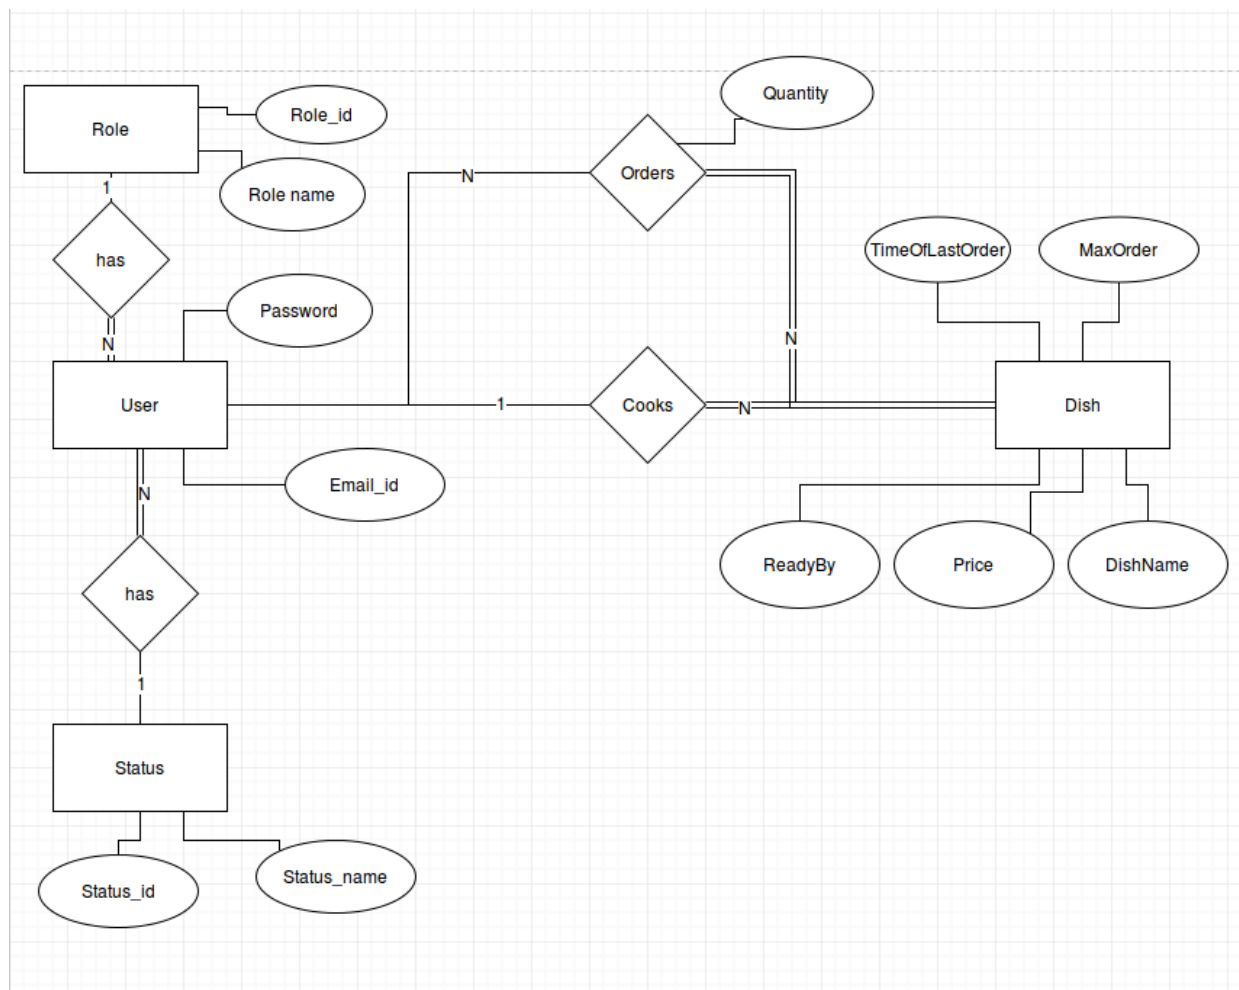 Quantity
Role
Role_id
Orders
N
1
Role name
has
TimeOfLastOrder
MaxOrder
Password
N
N
User
1
Cooks
N
Dish
Email_id
N
ReadyBy
Price
DishName
has
1
Status
Status_name
Status_id